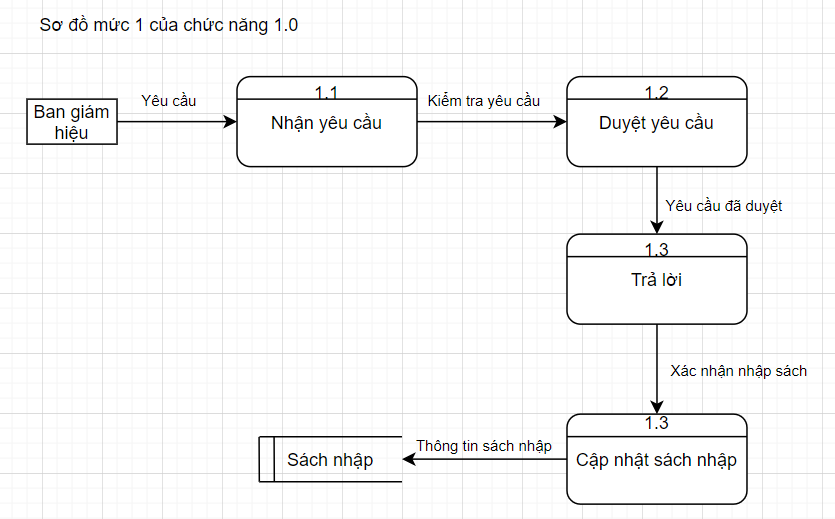 Sơ đồ mức 1 của chức năng 1.0
Ban giám
hiệu
Yêu cầu
1.1
Nhận yêu cầu
Kiểm tra yêu cầu
1.2
Duyệt yêu cầu
Yêu cầu đã duyệt
1.3
Trả lời
Xác nhận nhập sách
1.3
Cập nhật sách nhập
Thông tin sách nhập
Sách nhập